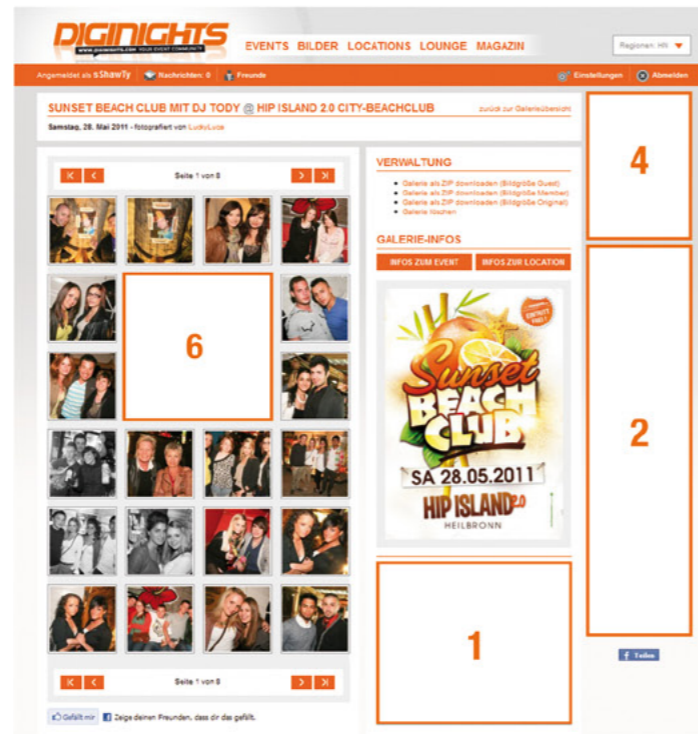 DIGINIGHTS
WWW.DIGINIGHTS.COM YOUR EVENT COMMUNITY
EVENTS BILDER LOCATIONS LOUNGE MAGAZIN
Regionen: HN
Angemeldet als sShawTy Nachrichten: 0 Freunde Einstellungen Abmelden
SUNSET BEACH CLUB MIT DJ TODY @ HIP ISLAND 2.0 CITY-BEACHCLUB
zurück zur Galerieübersicht
Samstag, 28. Mai 2011 - fotografiert von LuckyLuce
4
Seite 1 von 8
VERWALTUNG
Galerie als ZIP downloaden (Bildgröße Guest)
Galerie als ZIP downloaden (Bildgröße Member)
Galerie als ZIP downloaden (Bildgröße Original)
Galerie löschen
GALERIE-INFOS
INFOS ZUM EVENT INFOS ZUR LOCATION
EINTRITT FREI!
Sunset
BEACH
CLUB
SA 28.05.2011
HIP ISLAND 2.0
HEILBRONN
6
2
1
Teilen
Seite 1 von 8
Gefällt mir Zeige deinen Freunden, dass dir das gefällt.